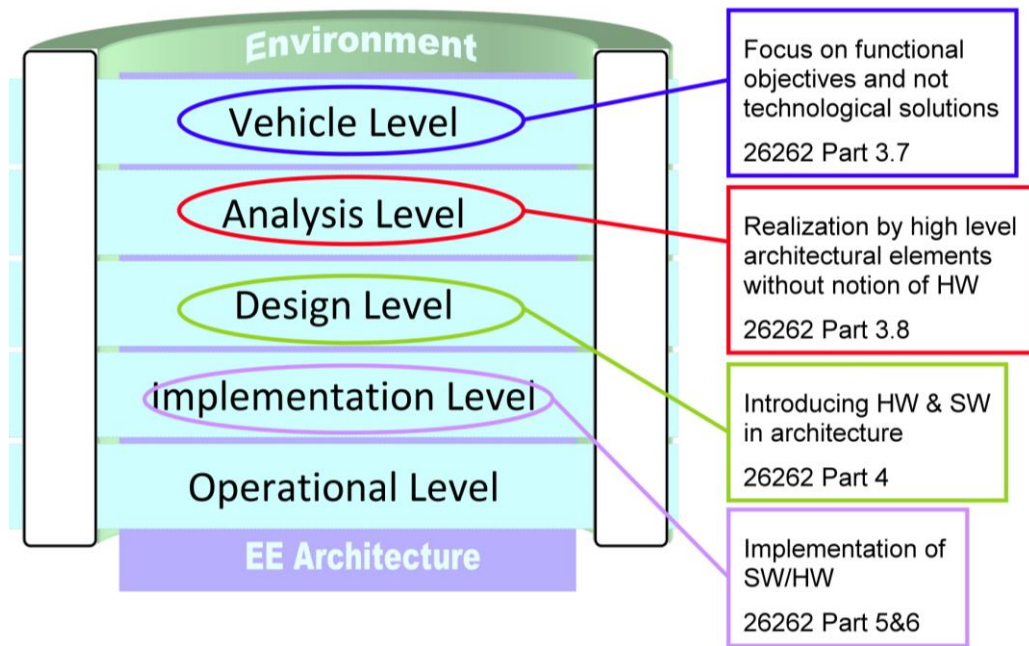 Environment
Vehicle Level
Analysis Level
Design Level
Implementation Level
Operational Level
EE Architecture
Focus on functional
objectives and not
technological solutions
26262 Part 3.7
Realization by high level
architectural elements
without notion of HW
26262 Part 3.8
Introducing HW & SW
in architecture
26262 Part 4
Implementation of
SW/HW
26262 Part 5&6